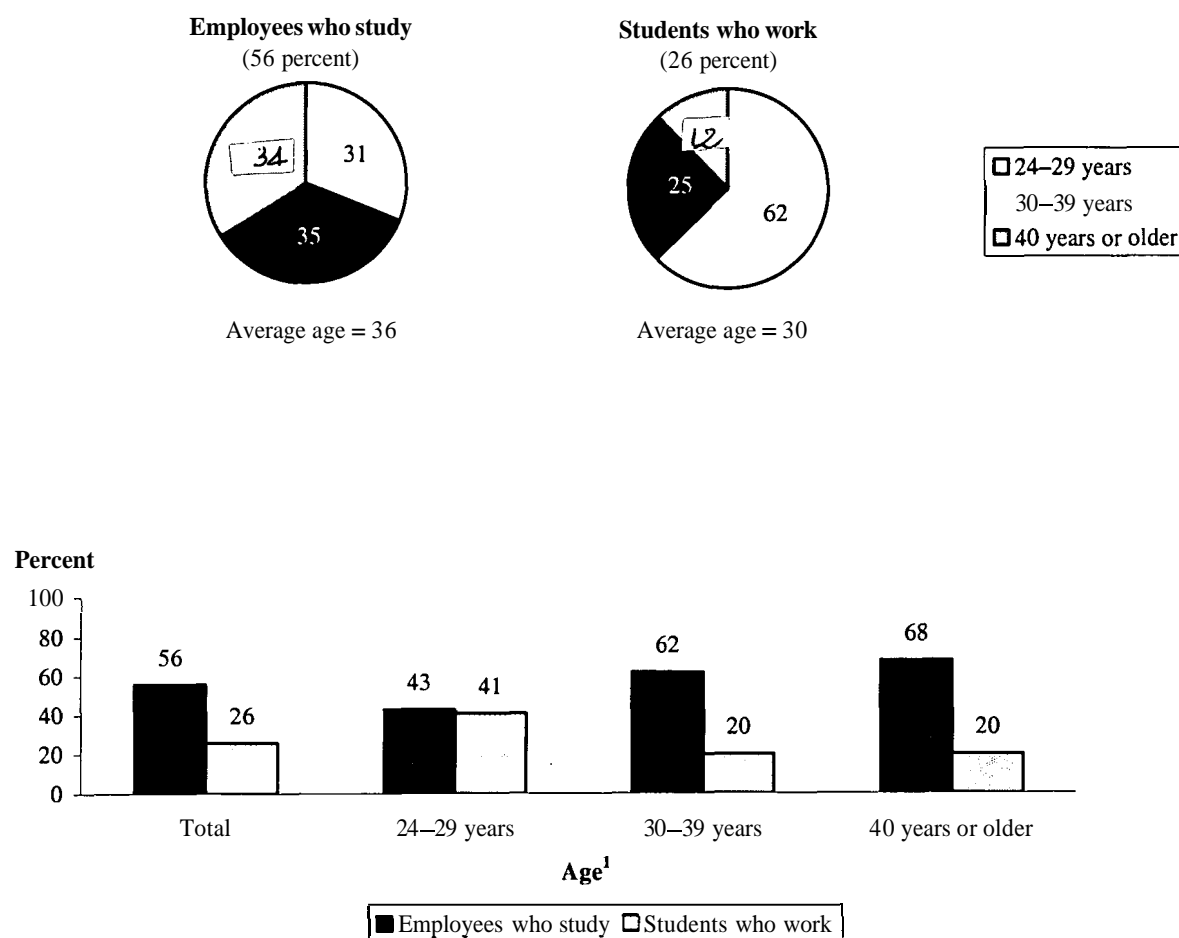 Employees who study
(56 percent)
34
31
35
Average age = 36
Students who work
(26 percent)
12
25
62
Average age = 30
24–29 years
30–39 years
40 years or older
Percent
100
80
60
40
20
0
56
26
43
41
62
20
68
20
Total
24–29 years
30–39 years
40 years or older
Age¹
Employees who study Students who work